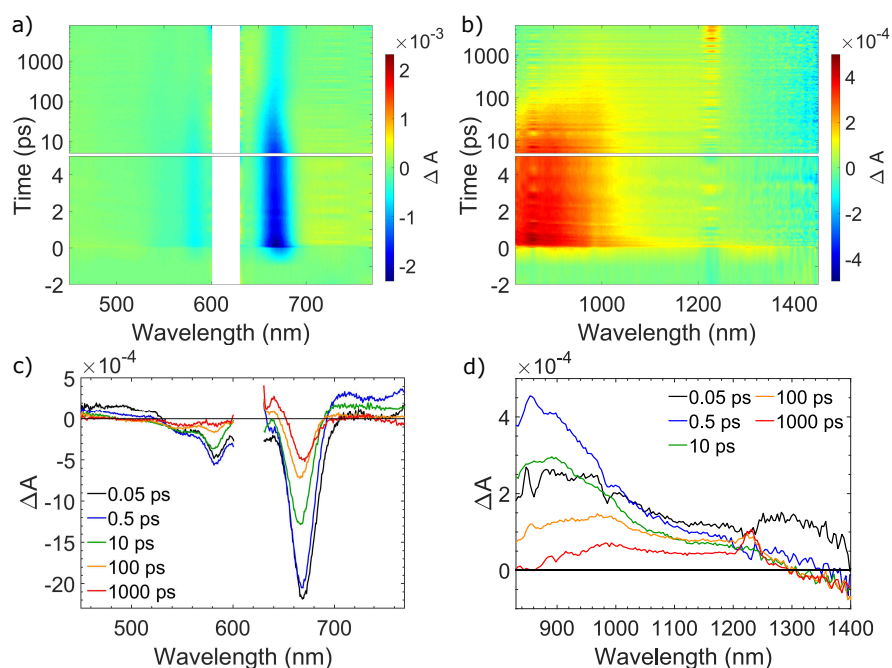 a)
×10⁻³
Time (ps)
1000
100
10
4
2
0
-2
500 600 700
Wavelength (nm)
2
1
0
-1
-2
Δ A
b)
×10⁻⁴
Time (ps)
1000
100
10
4
2
0
-2
1000 1200 1400
Wavelength (nm)
4
2
0
-2
-4
Δ A
c)
×10⁻⁴
ΔA
5
0
-5
-10
-15
-20
0.05 ps
0.5 ps
10 ps
100 ps
1000 ps
500 600 700
Wavelength (nm)
d)
×10⁻⁴
ΔA
4
2
0
0.05 ps 100 ps
0.5 ps 1000 ps
10 ps
900 1000 1100 1200 1300 1400
Wavelength (nm)